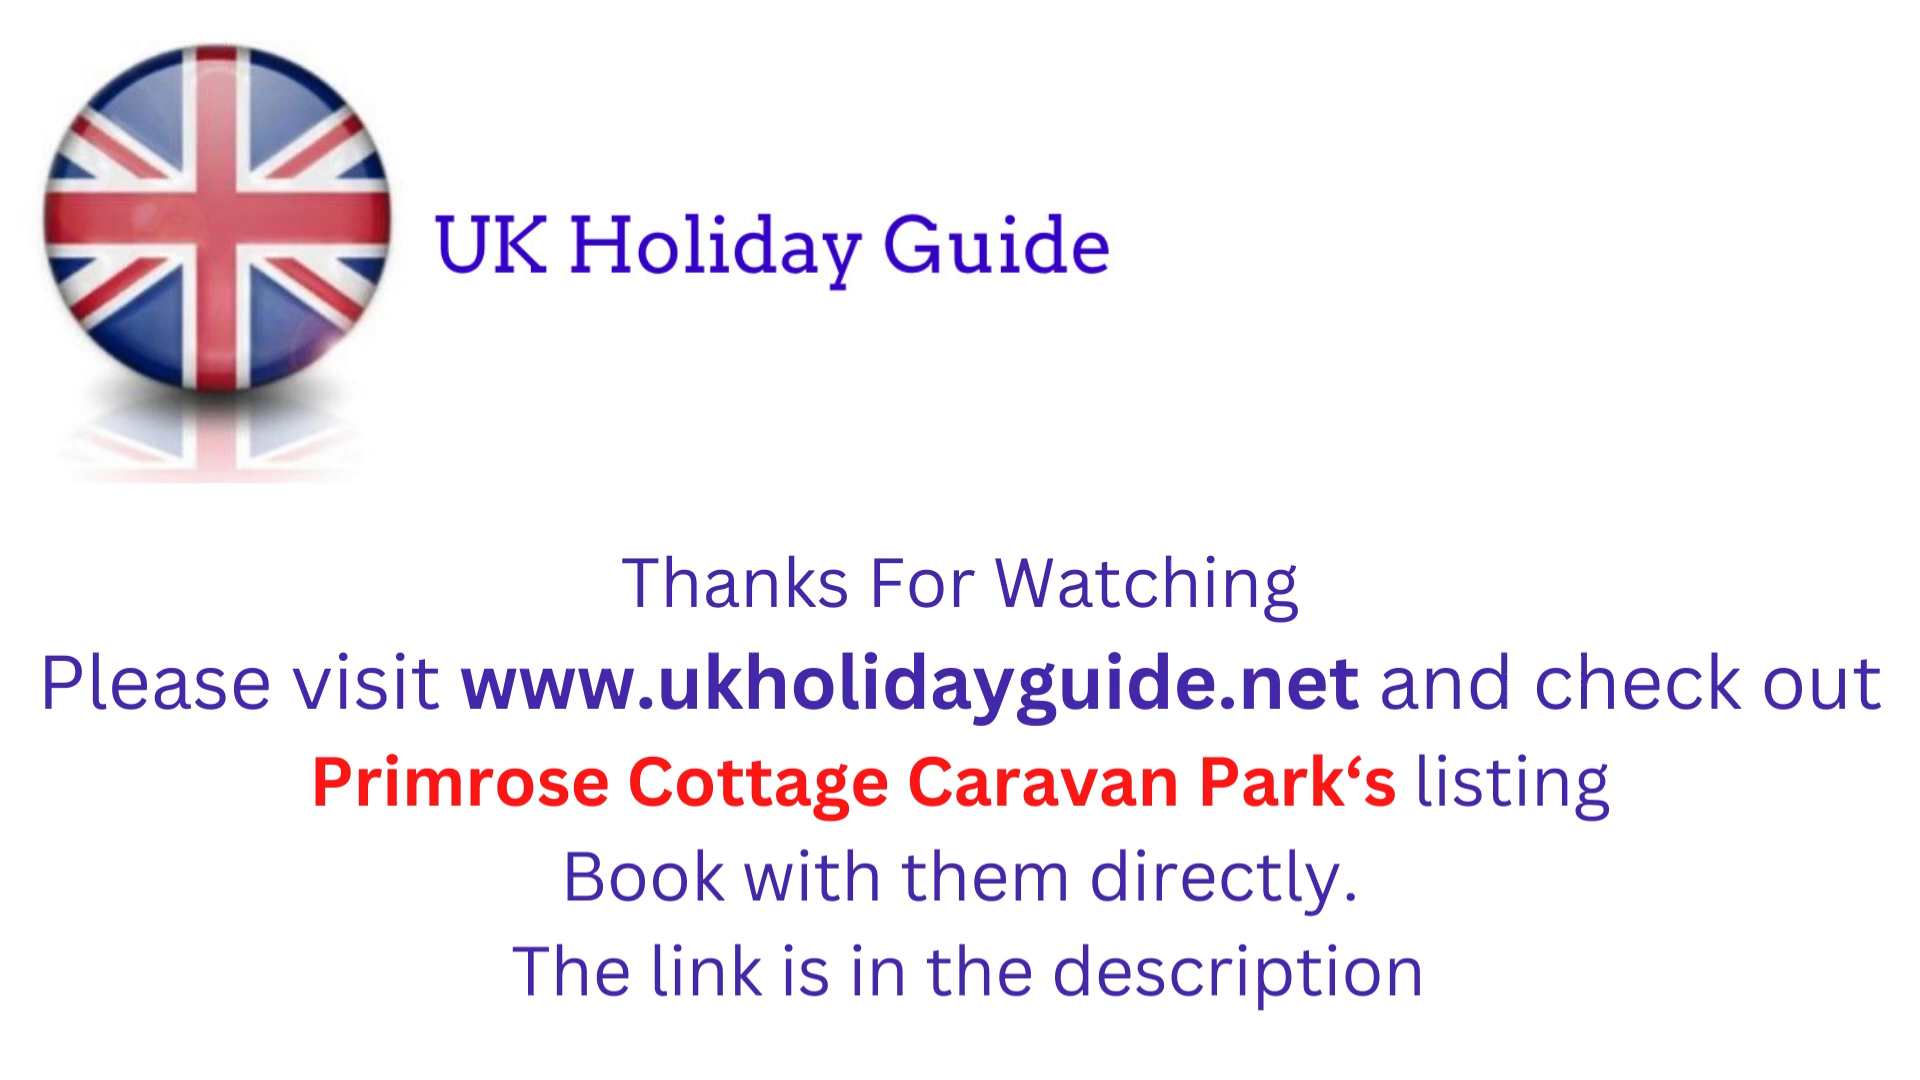 UK Holiday Guide
Thanks For Watching
Please visit www.ukholidayguide.net and check out
Primrose Cottage Caravan Park‘s listing
Book with them directly.
The link is in the description